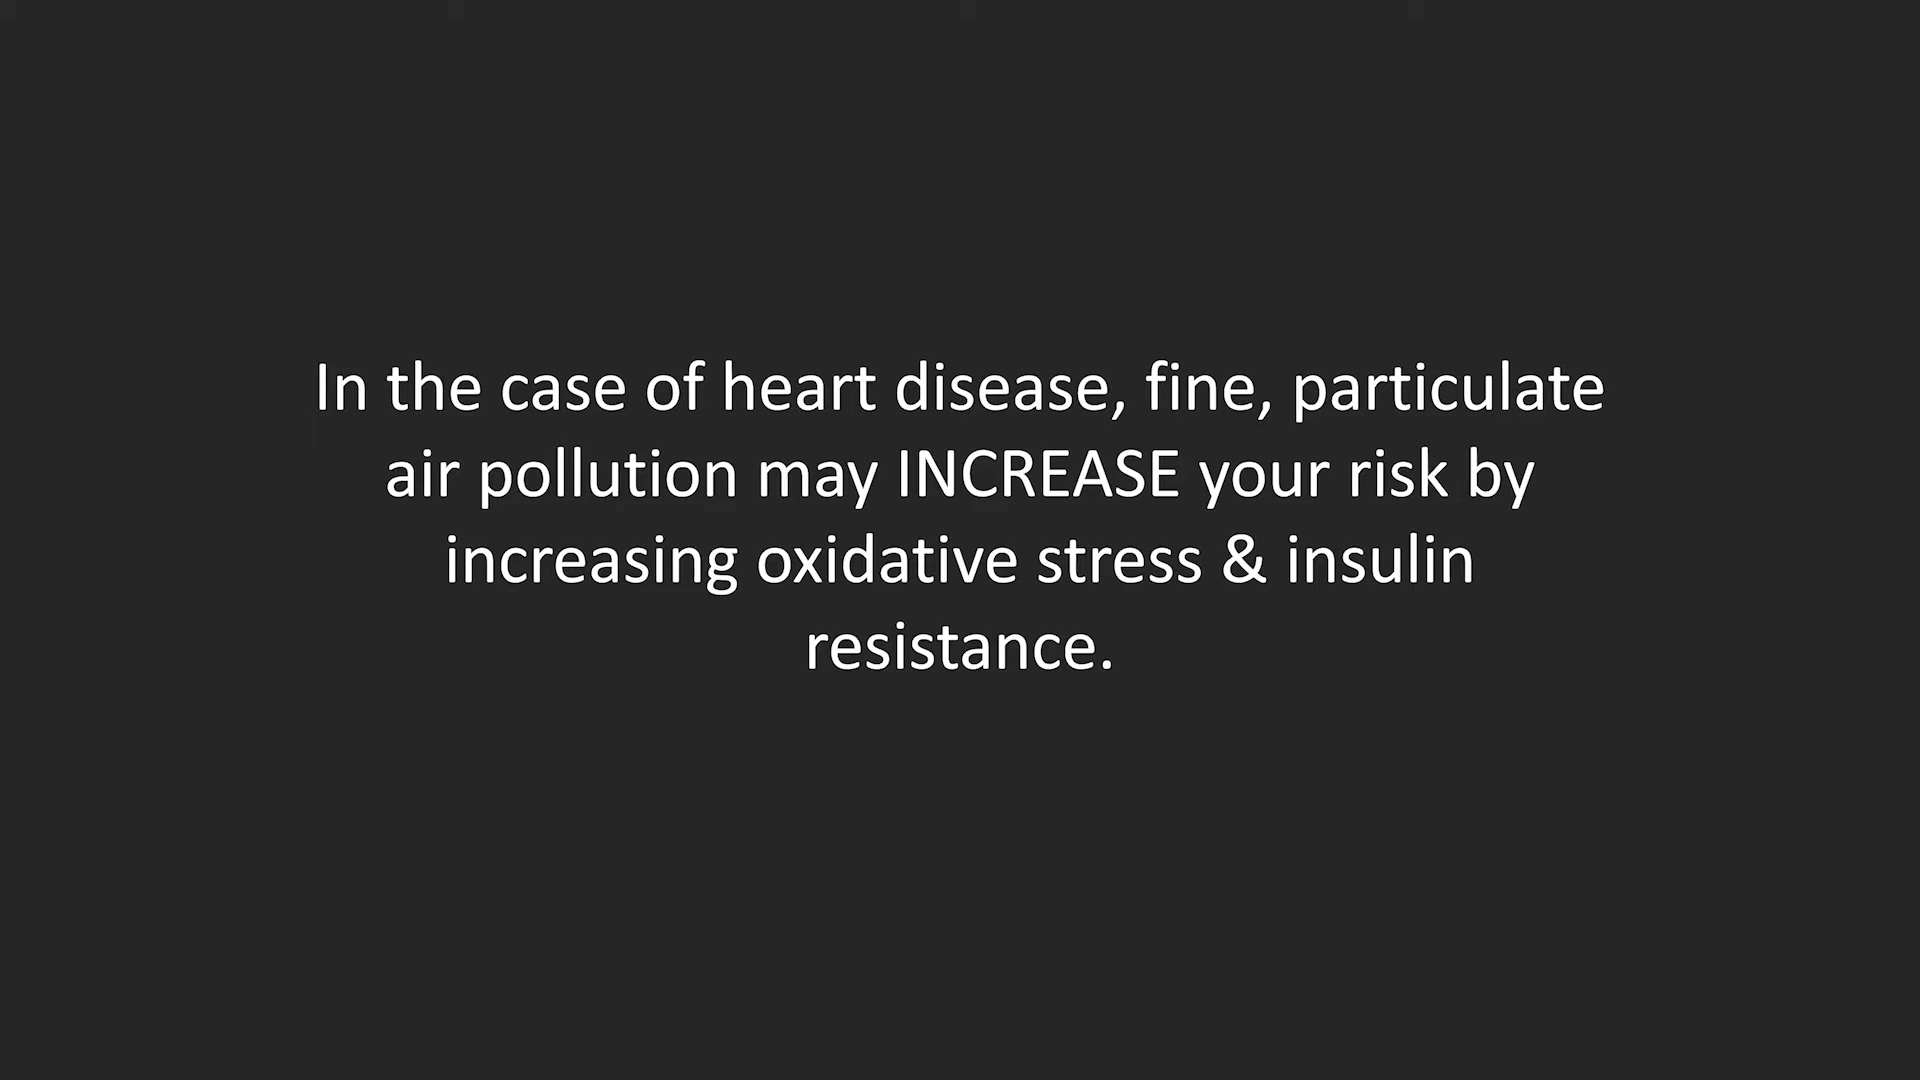 In the case of heart disease, fine, particulate
air pollution may INCREASE your risk by
increasing oxidative stress & insulin
resistance.